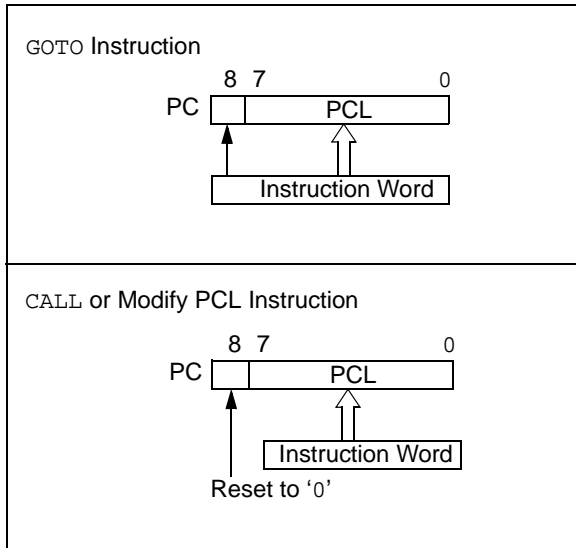 GOTO Instruction
8 7 0
PC PCL
Instruction Word
CALL or Modify PCL Instruction
8 7 0
PC PCL
Instruction Word
Reset to ‘0’